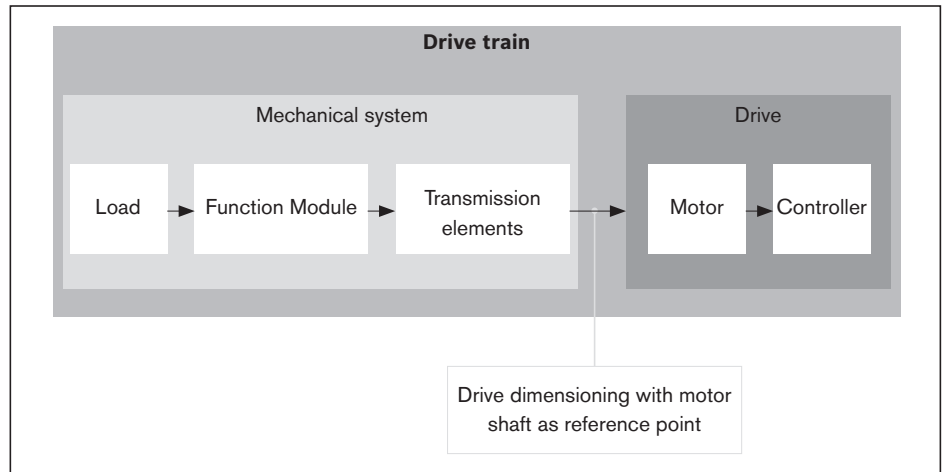 Drive train
Mechanical system
Drive
Load
Function Module
Transmission
elements
Motor
Controller
Drive dimensioning with motor
shaft as reference point